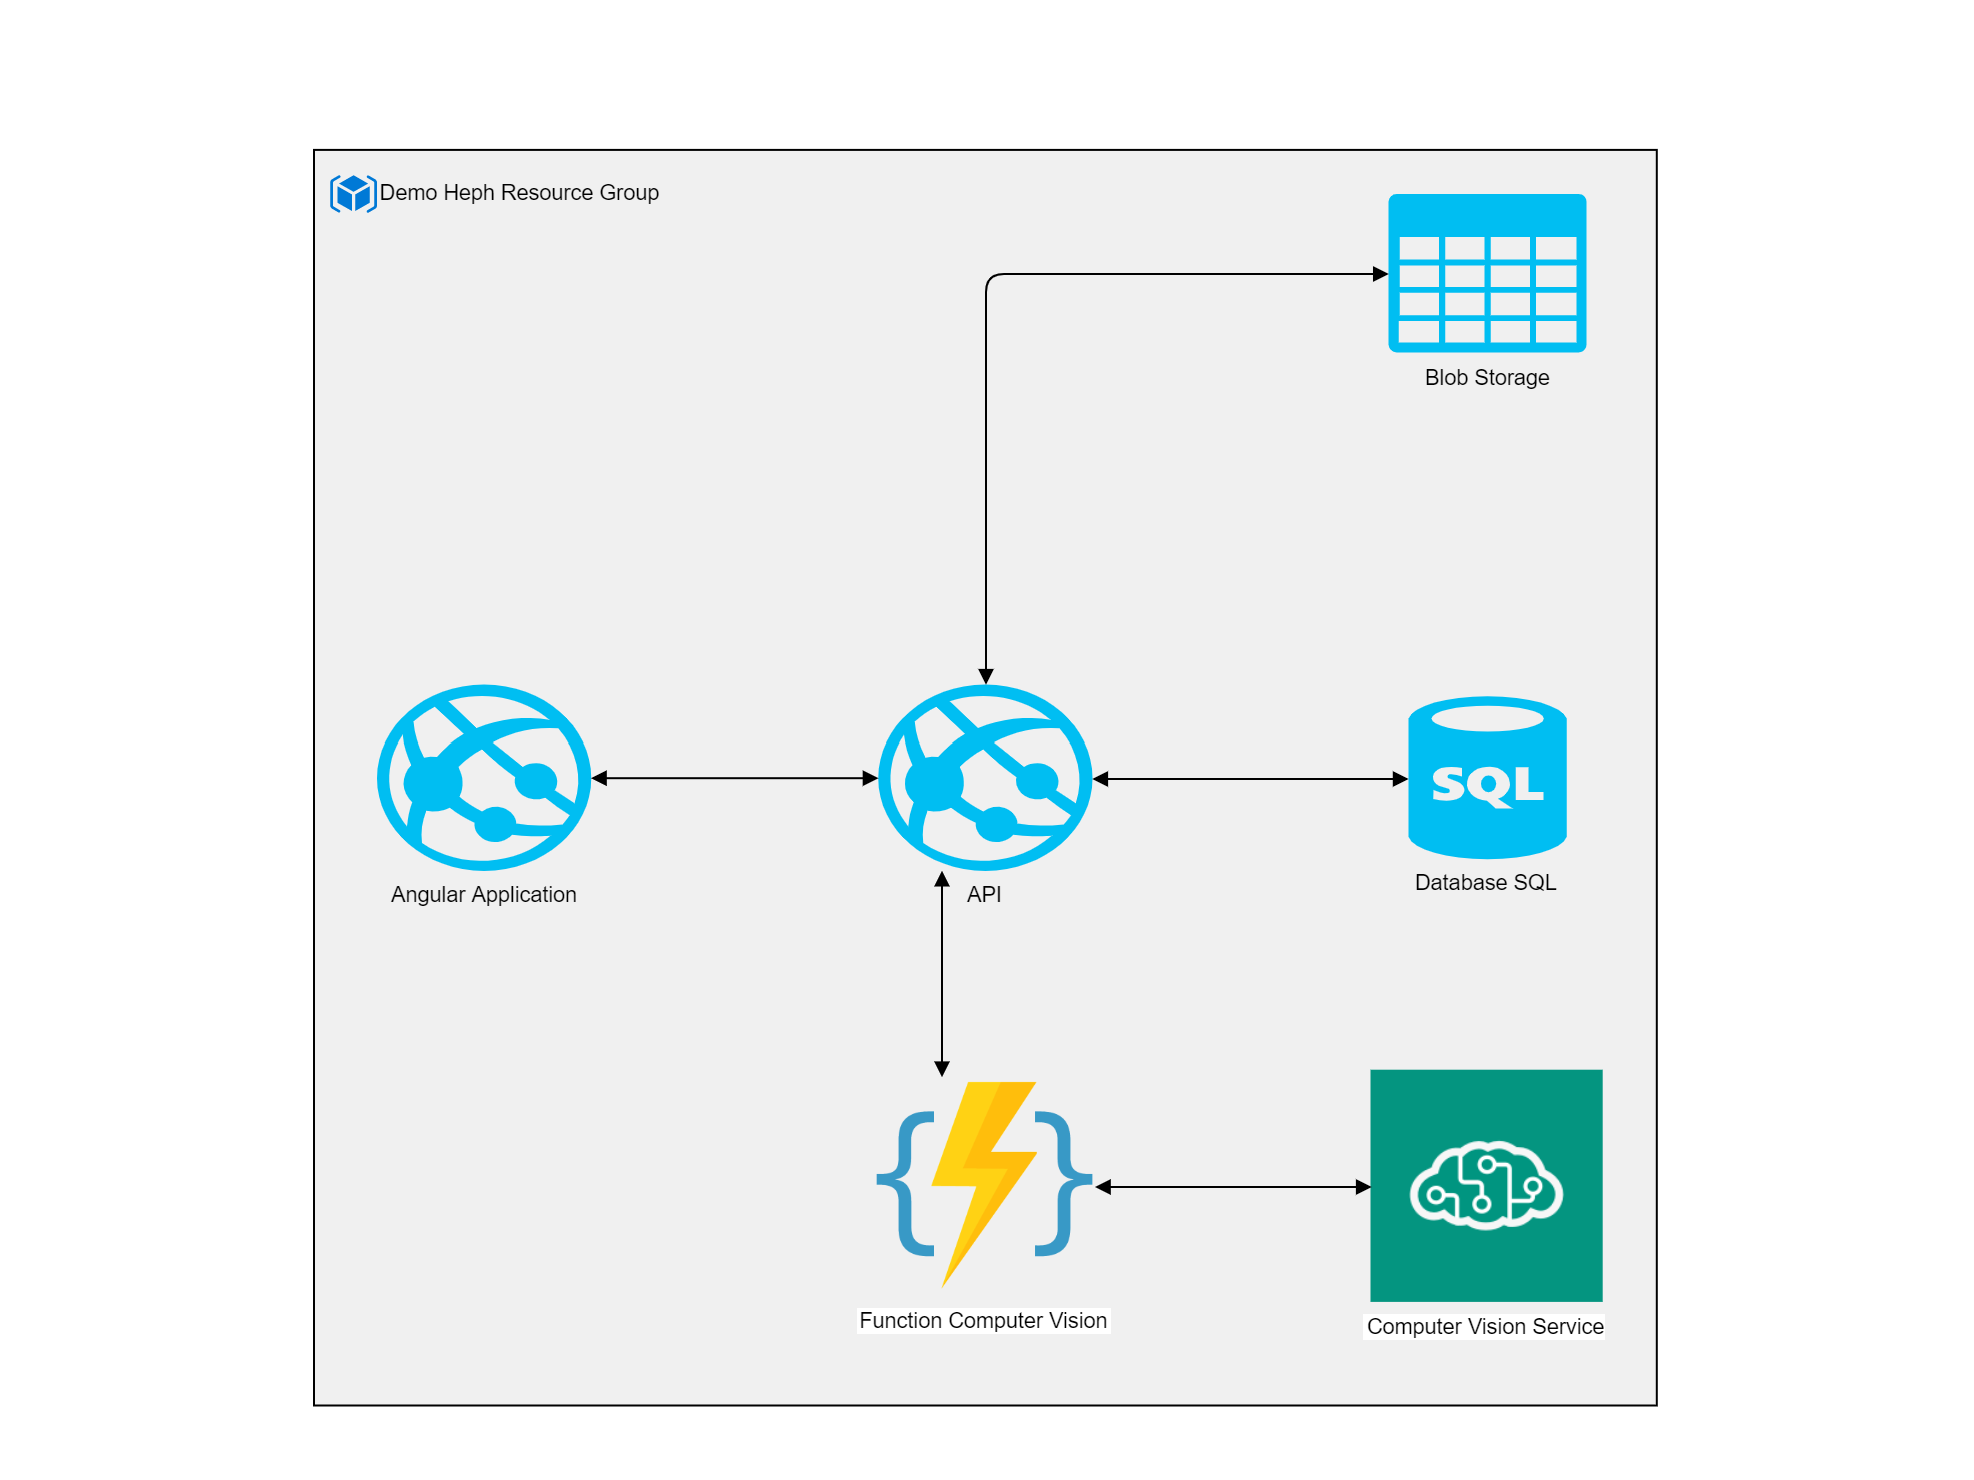 Demo Heph Resource Group
Blob Storage
SQL
Angular Application
API
Database SQL
Function Computer Vision
Computer Vision Service